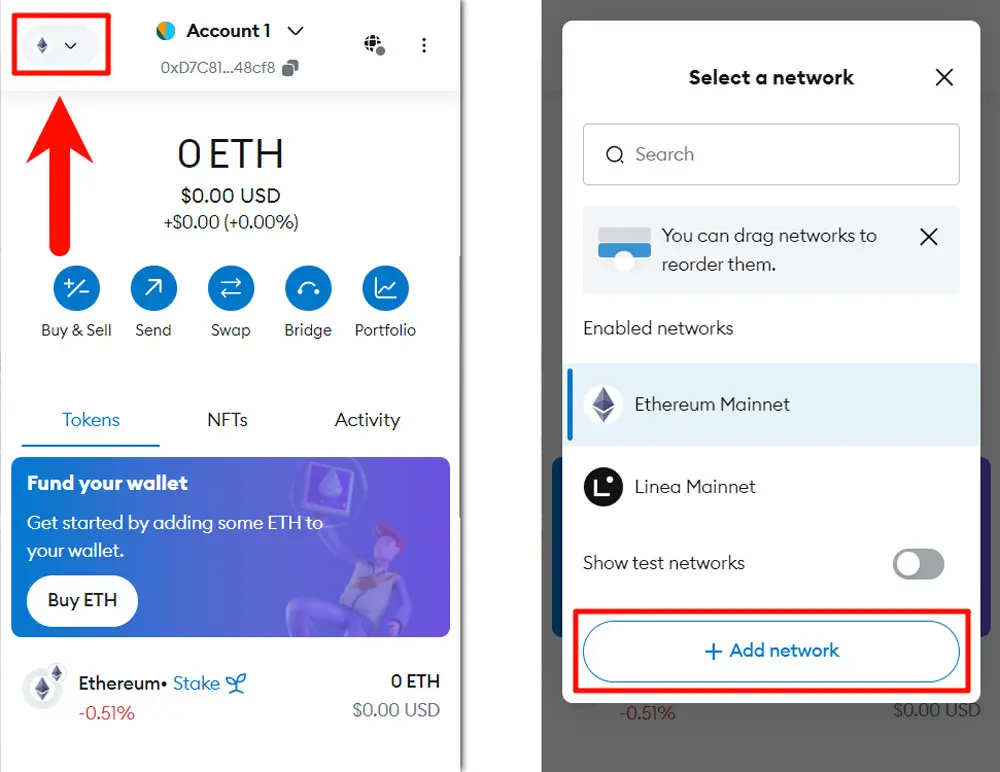 Account 1
0xD7C81...48cf8
0 ETH
$0.00 USD
+$0.00 (+0.00%)
Buy & Sell
Send
Swap
Bridge
Portfolio
Tokens
NFTs
Activity
Fund your wallet
Get started by adding some ETH to
your wallet.
Buy ETH
Ethereum• Stake
0 ETH
-0.51%
$0.00 USD
Select a network
Search
You can drag networks to
reorder them.
Enabled networks
Ethereum Mainnet
L
Linea Mainnet
Show test networks
+ Add network
-0.51%
$0.00 USD